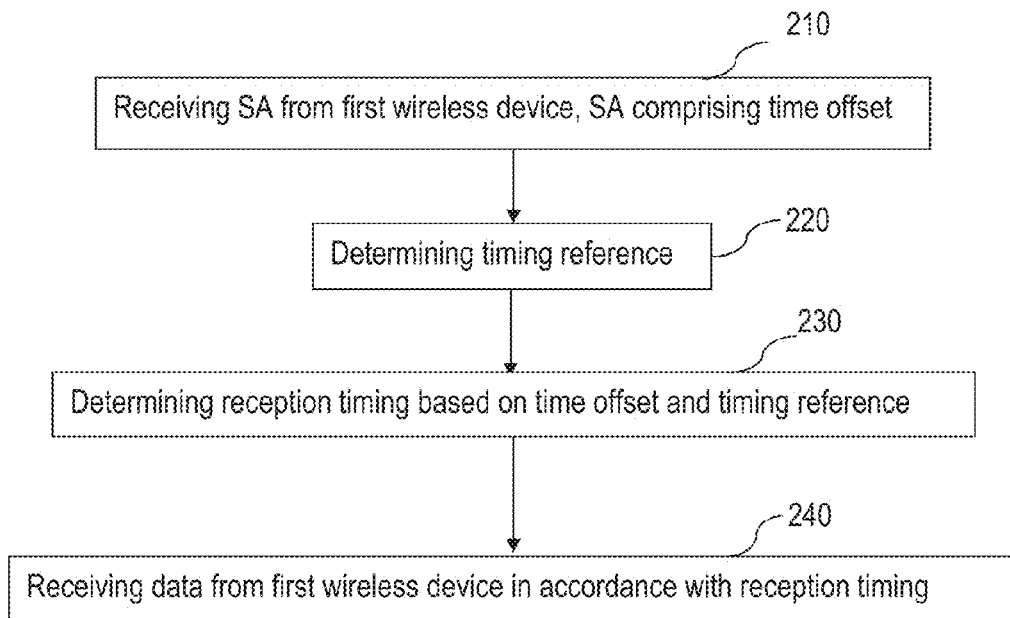 210
Receiving SA from first wireless device, SA comprising time offset
220
Determining timing reference
230
Determining reception timing based on time offset and timing reference
240
Receiving data from first wireless device in accordance with reception timing